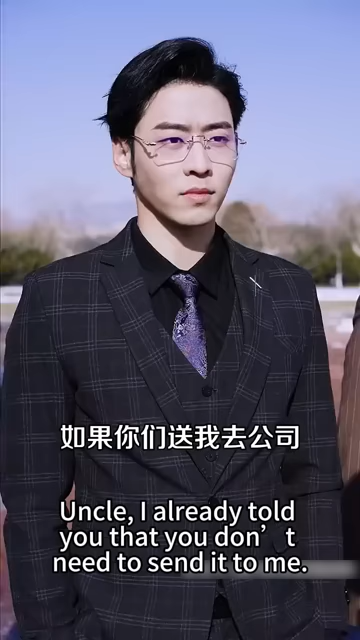 如果你们送我去公司
Uncle, I already told
you that you don't t
need to send it to me.